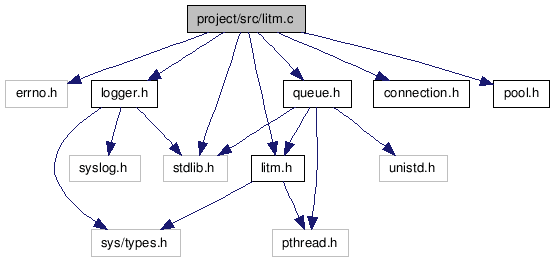 project/src/litm.c
errno.h
logger.h
queue.h
connection.h
pool.h
syslog.h
stdlib.h
litm.h
unistd.h
sys/types.h
pthread.h